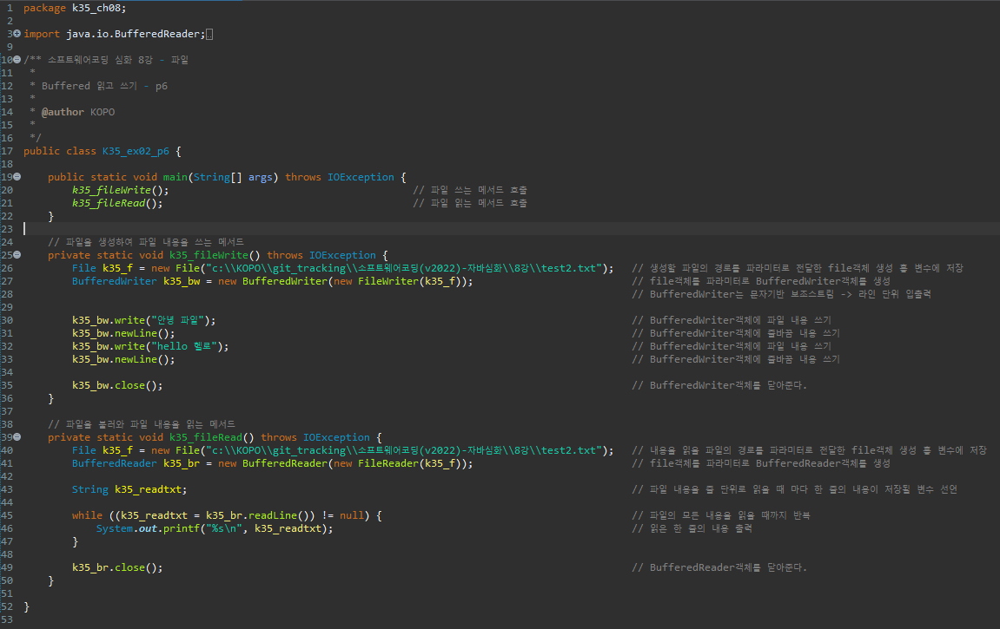 1 package k35_ch08;
2
3 import java.io.BufferedReader;
9
10 /** 소프트웨어코딩 심화 8강 - 파일
11 *
12 * Buffered 읽고 쓰기 - p6
13 *
14 * @author KOPO
15 *
16 */
17 public class K35_ex02_p6 {
18
19 public static void main(String[] args) throws IOException {
20 k35_fileWrite(); // 파일 쓰는 메서드 호출
21 k35_fileRead(); // 파일 읽는 메서드 호출
22 }
23
24 // 파일을 생성하여 파일 내용을 쓰는 메서드
25 private static void k35_fileWrite() throws IOException {
26 File k35_f = new File("c:\\KOPO\\git_tracking\\소프트웨어코딩(v2022)-자바심화\\8강\\test2.txt"); // 생성할 파일의 경로를 파라미터로 전달한 file객체 생성 훌 변수에 저장
27 BufferedWriter k35_bw = new BufferedWriter(new FileWriter(k35_f)); // file객체를 파라미터로 BufferedWriter객체를 생성
28 // BufferedWriter는 문자기반 보조스트림 -> 라인 단위 입출력
29
30 k35_bw.write("안녕 파일"); // BufferedWriter객체에 파일 내용 쓰기
31 k35_bw.newLine(); // BufferedWriter객체에 줄바꿈 내용 쓰기
32 k35_bw.write("hello 헬로"); // BufferedWriter객체에 파일 내용 쓰기
33 k35_bw.newLine(); // BufferedWriter객체에 줄바꿈 내용 쓰기
34
35 k35_bw.close(); // BufferedWriter객체를 닫아준다.
36 }
37
38 // 파일을 불러와 파일 내용을 읽는 메서드
39 private static void k35_fileRead() throws IOException {
40 File k35_f = new File("c:\\KOPO\\git_tracking\\소프트웨어코딩(v2022)-자바심화\\8강\\test2.txt"); // 내용을 읽을 파일의 경로를 파라미터로 전달한 file객체 생성 훌 변수에 저장
41 BufferedReader k35_br = new BufferedReader(new FileReader(k35_f)); // file객체를 파라미터로 BufferedReader객체를 생성
42
43 String k35_readtxt; // 파일 내용을 줄 단위로 읽을 때 마다 한 줄의 내용이 저장될 변수 선언
44
45 while ((k35_readtxt = k35_br.readLine()) != null) { // 파일의 모든 내용을 읽을 때까지 반복
46 System.out.printf("%s\n", k35_readtxt); // 읽은 한 줄의 내용 출력
47 }
48
49 k35_br.close(); // BufferedReader객체를 닫아준다.
50 }
51
52 }
53